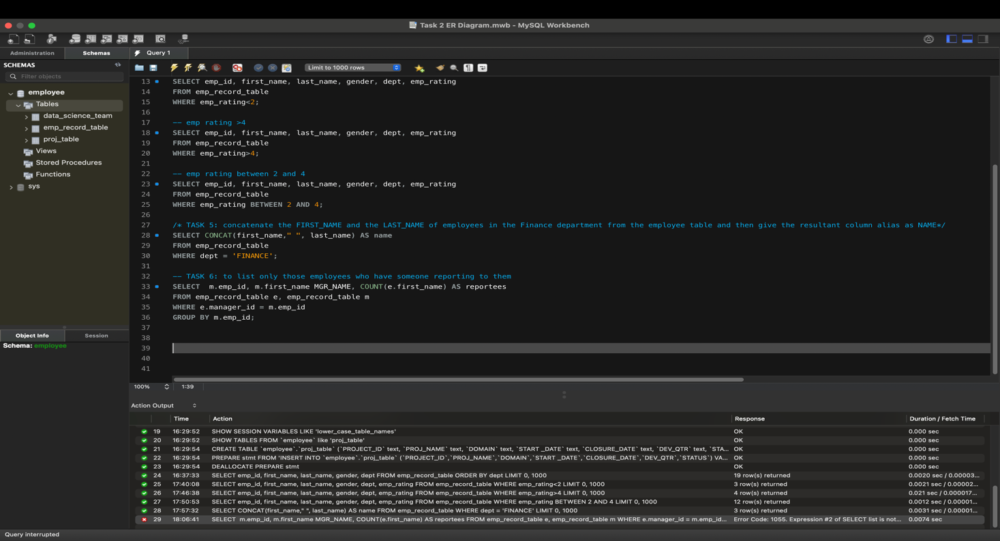 Task 2 ER Diagram.mwb - MySQL Workbench
Administration
Schemas
Query 1
SCHEMAS
Filter objects
employee
Tables
data_science_team
emp_record_table
proj_table
Views
Stored Procedures
Functions
sys
Object Info
Session
Schema: employee
Limit to 1000 rows
13 SELECT emp_id, first_name, last_name, gender, dept, emp_rating
14 FROM emp_record_table
15 WHERE emp_rating<2;
16
17 -- emp rating >4
18 SELECT emp_id, first_name, last_name, gender, dept, emp_rating
19 FROM emp_record_table
20 WHERE emp_rating>4;
21
22 -- emp rating between 2 and 4
23 SELECT emp_id, first_name, last_name, gender, dept, emp_rating
24 FROM emp_record_table
25 WHERE emp_rating BETWEEN 2 AND 4;
26
27 /* TASK 5: concatenate the FIRST_NAME and the LAST_NAME of employees in the Finance department from the employee table and then give the resultant column alias as NAME*/
28 SELECT CONCAT(first_name," ", last_name) AS name
29 FROM emp_record_table
30 WHERE dept = 'FINANCE';
31
32 -- TASK 6: to list only those employees who have someone reporting to them
33 SELECT  m.emp_id, m.first_name MGR_NAME, COUNT(e.first_name) AS reportees
34 FROM emp_record_table e, emp_record_table m
35 WHERE e.manager_id = m.emp_id
36 GROUP BY m.emp_id;
37
38
39
40
41
100% 1:39
Action Output
Time Action Response Duration / Fetch Time
19 16:29:52 SHOW SESSION VARIABLES LIKE 'lower_case_table_names' OK 0.000 sec
20 16:29:52 SHOW TABLES FROM `employee` like 'proj_table' OK 0.000 sec
21 16:29:54 CREATE TABLE `employee`.`proj_table` (`PROJECT_ID` text, `PROJ_NAME` text, `DOMAIN` text, `START _DATE` text, `CLOSURE_DATE` text, `DEV_QTR` text, `STA... OK 0.000 sec
22 16:29:54 PREPARE stmt FROM 'INSERT INTO `employee`.`proj_table` (`PROJECT_ID`,`PROJ_NAME`,`DOMAIN`,`START _DATE`,`CLOSURE_DATE`,`DEV_QTR`,`STATUS`) VA... OK 0.000 sec
23 16:29:54 DEALLOCATE PREPARE stmt OK 0.000 sec
24 16:37:33 SELECT emp_id, first_name, last_name, gender, dept FROM emp_record_table ORDER BY dept LIMIT 0, 1000 19 row(s) returned 0.0020 sec / 0.00003...
25 17:40:08 SELECT emp_id, first_name, last_name, gender, dept, emp_rating FROM emp_record_table WHERE emp_rating<2 LIMIT 0, 1000 3 row(s) returned 0.0021 sec / 0.00002...
26 17:46:38 SELECT emp_id, first_name, last_name, gender, dept, emp_rating FROM emp_record_table WHERE emp_rating>4 LIMIT 0, 1000 4 row(s) returned 0.021 sec / 0.000017...
27 17:50:53 SELECT emp_id, first_name, last_name, gender, dept, emp_rating FROM emp_record_table WHERE emp_rating BETWEEN 2 AND 4 LIMIT 0, 1000 12 row(s) returned 0.0012 sec / 0.00001...
28 17:57:32 SELECT CONCAT(first_name," ", last_name) AS name FROM emp_record_table WHERE dept = 'FINANCE' LIMIT 0, 1000 3 row(s) returned 0.0031 sec / 0.00001...
29 18:06:41 SELECT  m.emp_id, m.first_name MGR_NAME, COUNT(e.first_name) AS reportees FROM emp_record_table e, emp_record_table m WHERE e.manager_id = m.emp_id... Error Code: 1055. Expression #2 of SELECT list is not... 0.0074 sec
Query interrupted